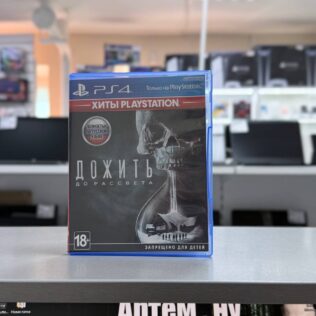 PS4
Только на PlayStation
ХИТЫ PLAYSTATION
ДОЖИТЬ
ДО РАССВЕТА
18+
ЗАПРЕЩЕНО ДЛЯ ДЕТЕЙ